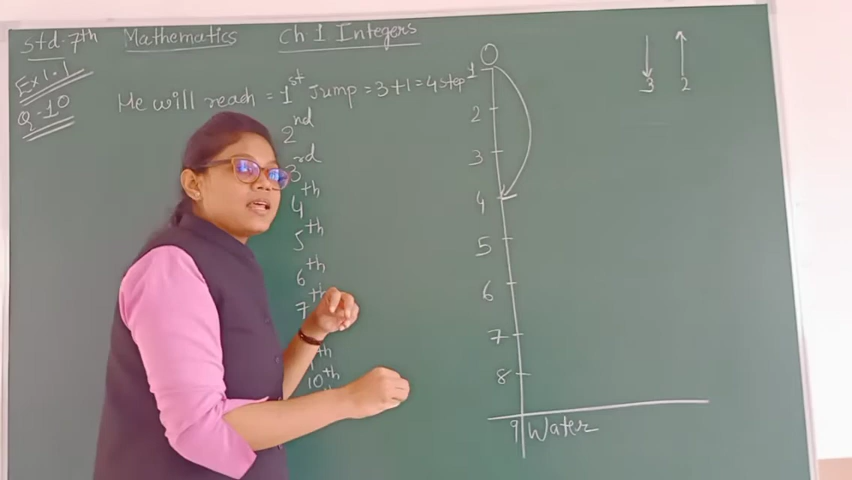 Std.7th Mathematics Ch 1. Integers
Ex 1.1
Q-10
He will reach = 1st Jump = 3+1=4 step
2nd
3rd
4th
5th
6th
7th
10th
0
1
2
3
4
5
6
7
8
9 Water
3 2